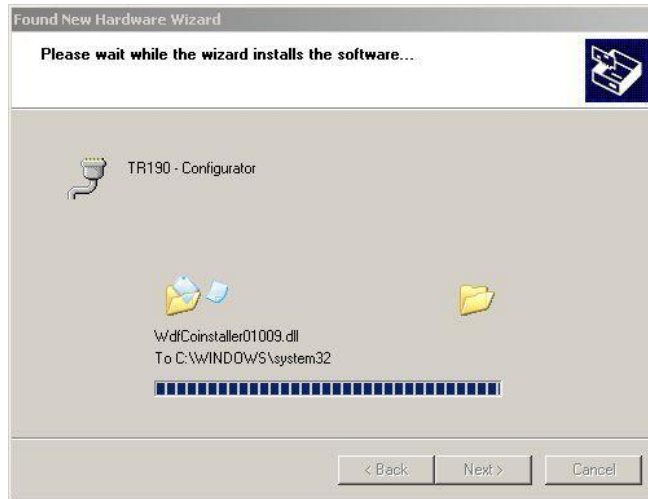 Found New Hardware Wizard
Please wait while the wizard installs the software...
TR190 - Configurator
WdfCoinstaller01009.dll
To C:\WINDOWS\system32
< Back
Next >
Cancel